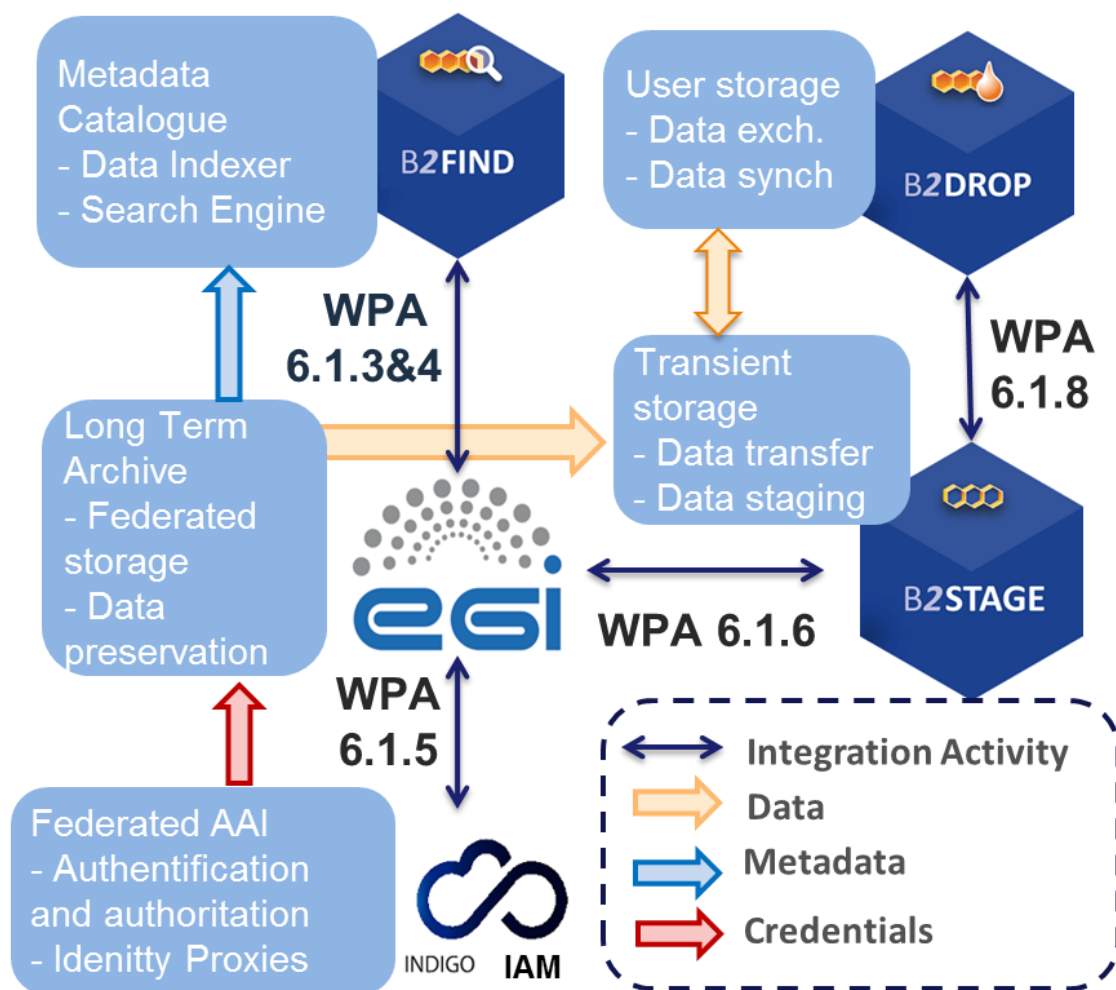 Metadata
Catalogue
- Data Indexer
- Search Engine
B2FIND
User storage
- Data exch.
- Data synch
B2DROP
WPA
6.1.3&4
WPA
6.1.8
Long Term
Archive
- Federated
storage
- Data
preservation
Transient
storage
- Data transfer
- Data staging
B2STAGE
egi
WPA 6.1.6
WPA
6.1.5
Federated AAI
- Authentification
and authoritation
- Idenitty Proxies
INDIGO IAM
Integration Activity
Data
Metadata
Credentials